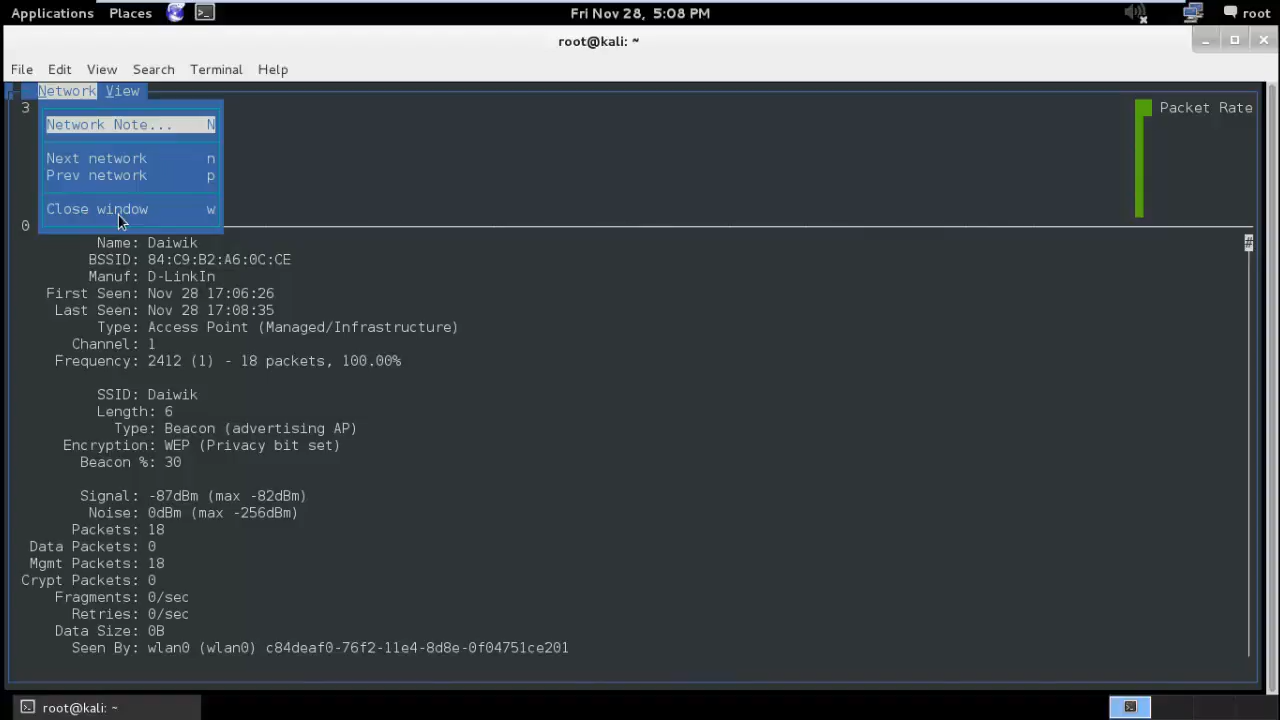 Applications Places Fri Nov 28, 5:08 PM root
root@kali: ~
File Edit View Search Terminal Help
Network View
3 Packet Rate
Network Note... N
Next network n
Prev network p
Close window w
0
Name: Daiwik
BSSID: 84:C9:B2:A6:0C:CE
Manuf: D-LinkIn
First Seen: Nov 28 17:06:26
Last Seen: Nov 28 17:08:35
Type: Access Point (Managed/Infrastructure)
Channel: 1
Frequency: 2412 (1) - 18 packets, 100.00%
SSID: Daiwik
Length: 6
Type: Beacon (advertising AP)
Encryption: WEP (Privacy bit set)
Beacon %: 30
Signal: -87dBm (max -82dBm)
Noise: 0dBm (max -256dBm)
Packets: 18
Data Packets: 0
Mgmt Packets: 18
Crypt Packets: 0
Fragments: 0/sec
Retries: 0/sec
Data Size: 0B
Seen By: wlan0 (wlan0) c84deaf0-76f2-11e4-8d8e-0f04751ce201
root@kali: ~